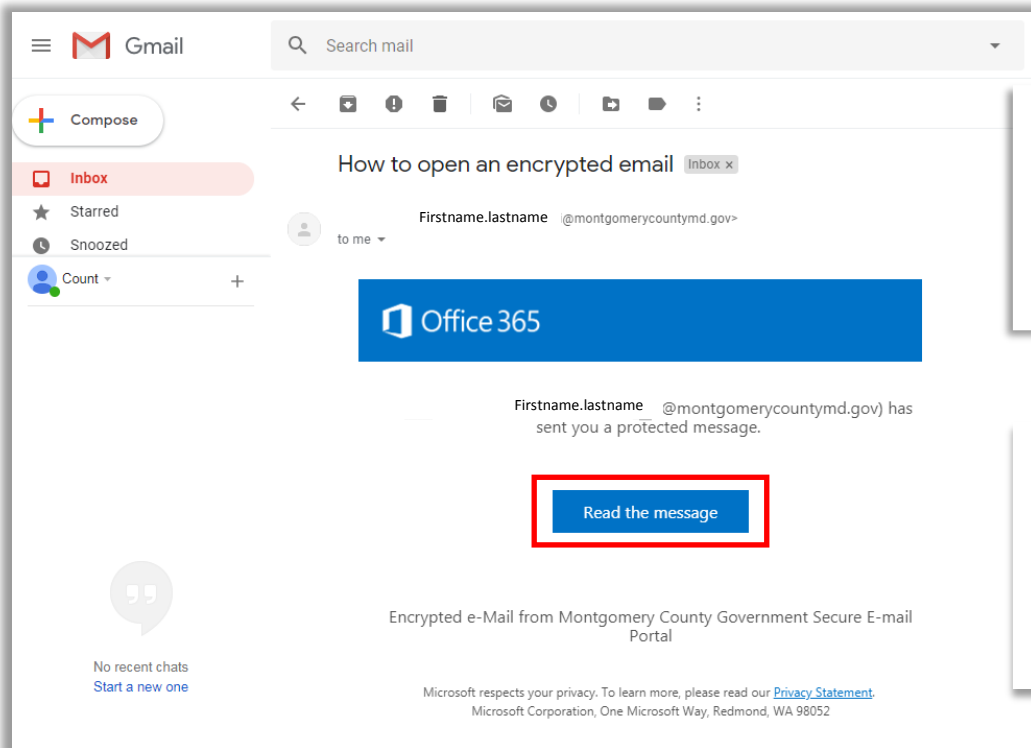 Gmail
Search mail
Compose
Inbox
Starred
Snoozed
Count
No recent chats
Start a new one
How to open an encrypted email Inbox x
Firstname.lastname @montgomerycountymd.gov>
to me
Office 365
Firstname.lastname @montgomerycountymd.gov) has
sent you a protected message.
Read the message
Encrypted e-Mail from Montgomery County Government Secure E-mail
Portal
Microsoft respects your privacy. To learn more, please read our Privacy Statement.
Microsoft Corporation, One Microsoft Way, Redmond, WA 98052